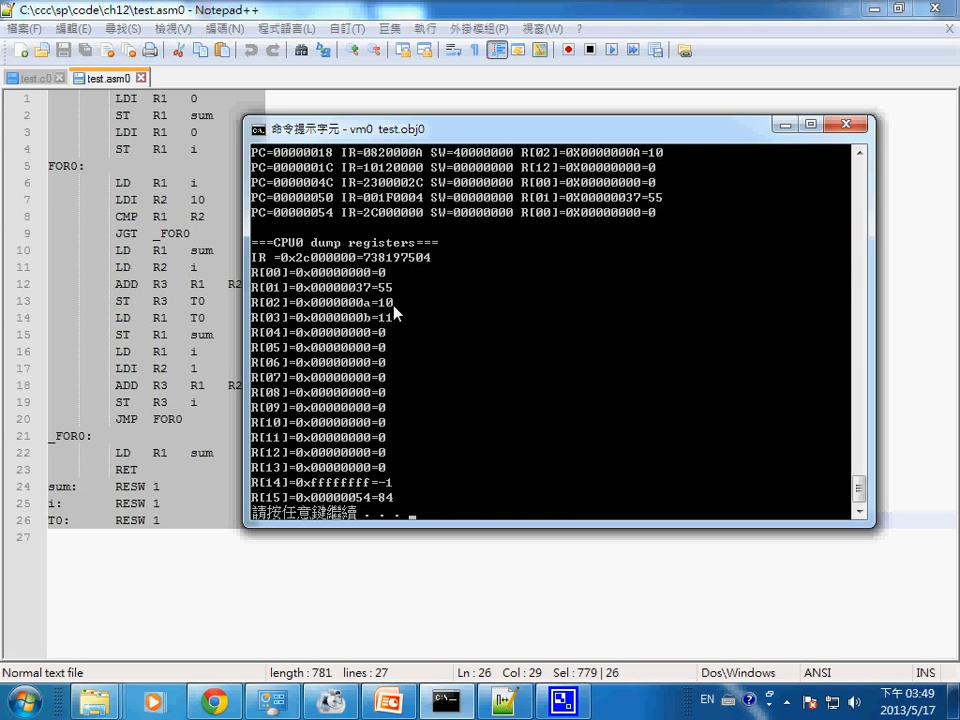 C:\ccc\sp\code\ch12\test.asm0 - Notepad++
檔案(F) 編輯(E) 尋找(S) 檢視(V) 編碼(N) 程式語言(L) 自訂(T) 巨集 執行 外掛模組(P) 視窗(W) ? X
test.c0 test.asm0
1 LDI R1 0
2 ST R1 sum
3 LDI R1 0
4 ST R1 i
5 FOR0:
6 LD R1 i
7 LDI R2 10
8 CMP R1 R2
9 JGT _FOR0
10 LD R1 sum
11 LD R2 i
12 ADD R3 R1 R2
13 ST R3 T0
14 LD R1 T0
15 ST R1 sum
16 LD R1 i
17 LDI R2 1
18 ADD R3 R1 R2
19 ST R3 i
20 JMP FOR0
21 _FOR0:
22 LD R1 sum
23 RET
24 sum: RESW 1
25 i: RESW 1
26 T0: RESW 1
27
命令提示字元 - vm0 test.obj0
PC=00000018 IR=0820000A SW=40000000 R[02]=0X0000000A=10
PC=0000001C IR=10120000 SW=00000000 R[12]=0X00000000=0
PC=0000004C IR=2300002C SW=00000000 R[00]=0X00000000=0
PC=00000050 IR=001F0004 SW=00000000 R[01]=0X00000037=55
PC=00000054 IR=2C000000 SW=00000000 R[00]=0X00000000=0
===CPU0 dump registers===
IR =0x2c000000=738197504
R[00]=0x00000000=0
R[01]=0x00000037=55
R[02]=0x0000000a=10
R[03]=0x0000000b=11
R[04]=0x00000000=0
R[05]=0x00000000=0
R[06]=0x00000000=0
R[07]=0x00000000=0
R[08]=0x00000000=0
R[09]=0x00000000=0
R[10]=0x00000000=0
R[11]=0x00000000=0
R[12]=0x00000000=0
R[13]=0x00000000=0
R[14]=0xffffffff=-1
R[15]=0x00000054=84
請按任意鍵繼續 . . . _
Normal text file length : 781 lines : 27 Ln : 26 Col : 29 Sel : 779 | 26 Dos\Windows ANSI INS
EN 下午 03:49
2013/5/17